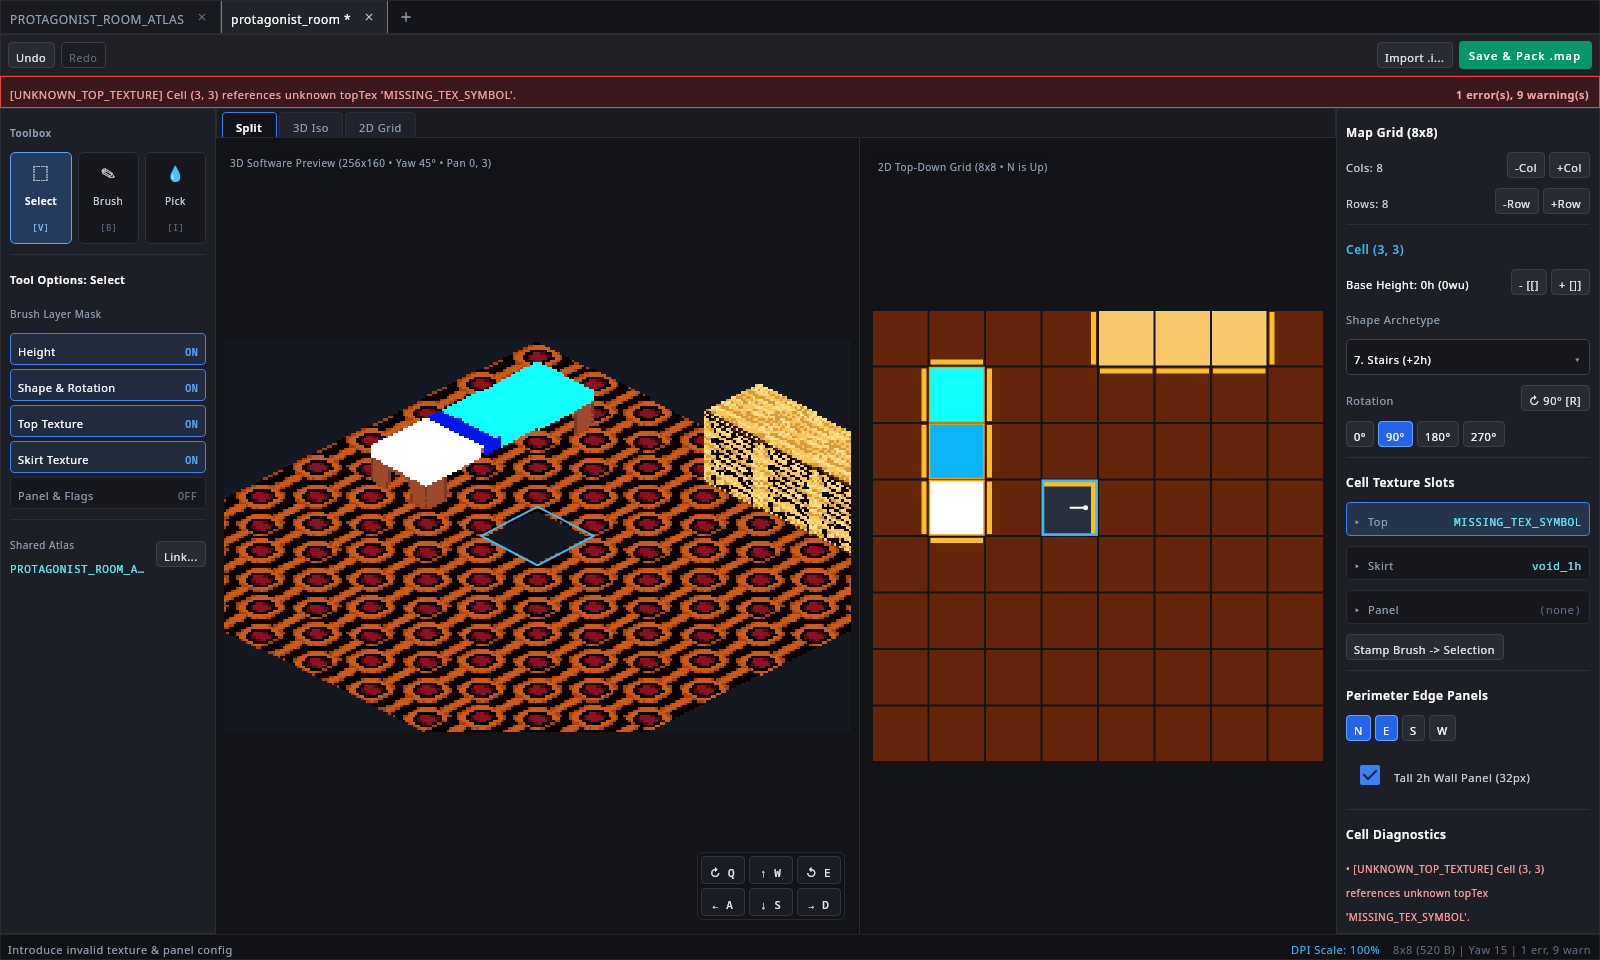 PROTAGONIST_ROOM_ATLAS ×
protagonist_room * ×
+
Undo
Redo
Import .i...
Save & Pack .map
[UNKNOWN_TOP_TEXTURE] Cell (3, 3) references unknown topTex 'MISSING_TEX_SYMBOL'.
1 error(s), 9 warning(s)
Toolbox
Select
[V]
Brush
[B]
Pick
[I]
Tool Options: Select
Brush Layer Mask
Height ON
Shape & Rotation ON
Top Texture ON
Skirt Texture ON
Panel & Flags OFF
Shared Atlas
PROTAGONIST_ROOM_A…
Link...
Split
3D Iso
2D Grid
3D Software Preview (256x160 • Yaw 45° • Pan 0, 3)
↻ Q
↑ W
↺ E
← A
↓ S
→ D
2D Top-Down Grid (8x8 • N is Up)
Map Grid (8x8)
Cols: 8
-Col
+Col
Rows: 8
-Row
+Row
Cell (3, 3)
Base Height: 0h (0wu)
- [[]
+ []]
Shape Archetype
7. Stairs (+2h)
Rotation
↻ 90° [R]
0°
90°
180°
270°
Cell Texture Slots
Top MISSING_TEX_SYMBOL
Skirt void_1h
Panel (none)
Stamp Brush -> Selection
Perimeter Edge Panels
N
E
S
W
Tall 2h Wall Panel (32px)
Cell Diagnostics
• [UNKNOWN_TOP_TEXTURE] Cell (3, 3)
references unknown topTex
'MISSING_TEX_SYMBOL'.
Introduce invalid texture & panel config
DPI Scale: 100%
8x8 (520 B) | Yaw 15 | 1 err, 9 warn